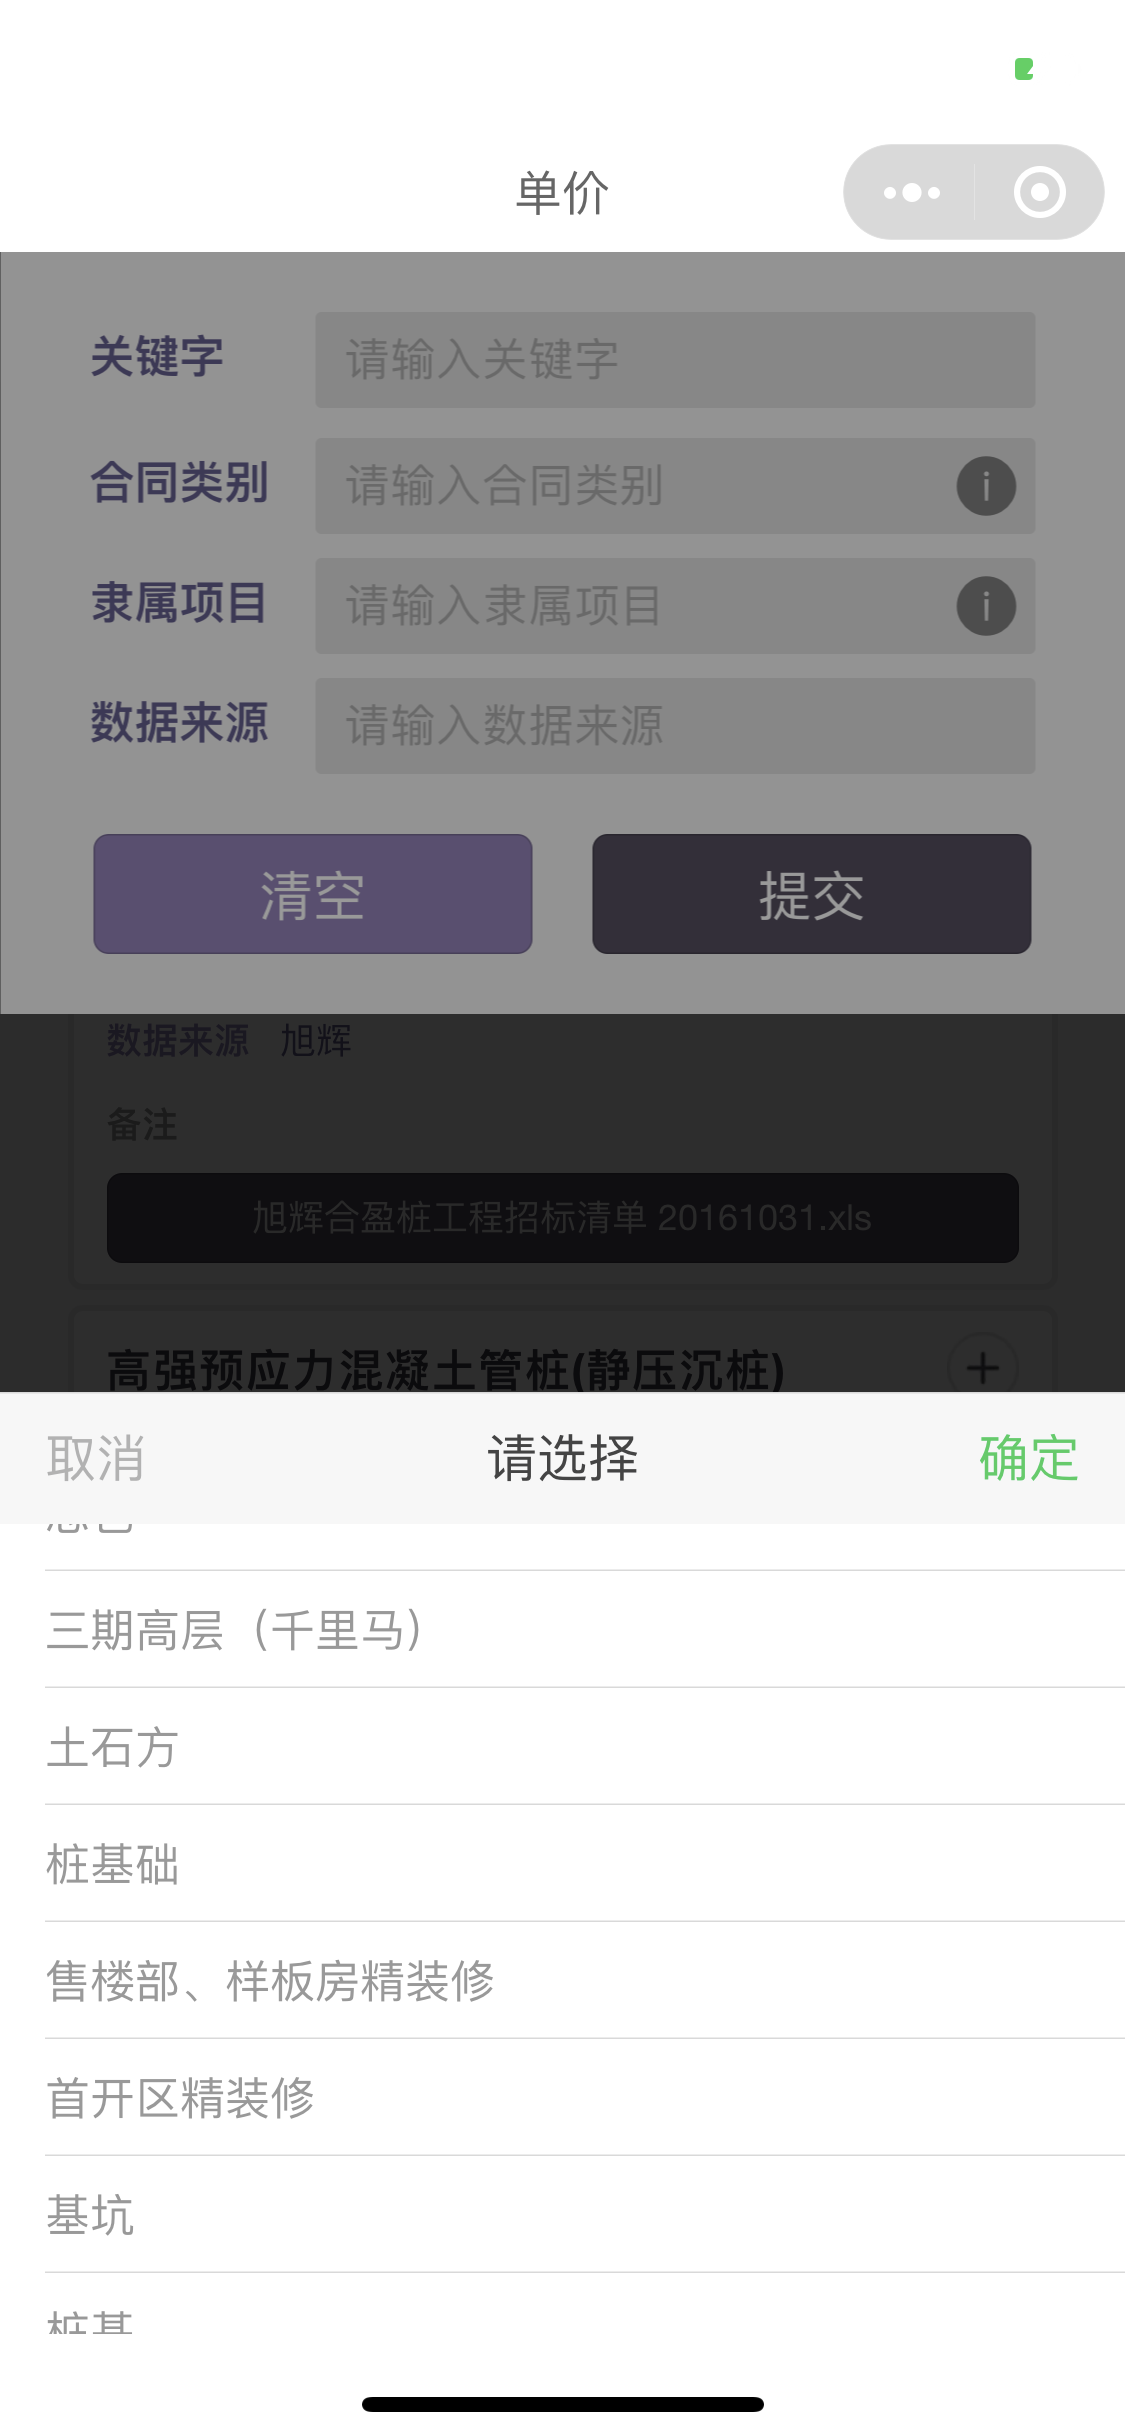 单价
关键字 请输入关键字
合同类别 请输入合同类别
隶属项目 请输入隶属项目
数据来源 请输入数据来源
清空 提交
数据来源 旭辉
备注
旭辉合盈桩工程招标清单 20161031.xls
高强预应力混凝土管桩(静压沉桩)
取消 请选择 确定
三期高层（千里马）
土石方
桩基础
售楼部、样板房精装修
首开区精装修
基坑
桩基